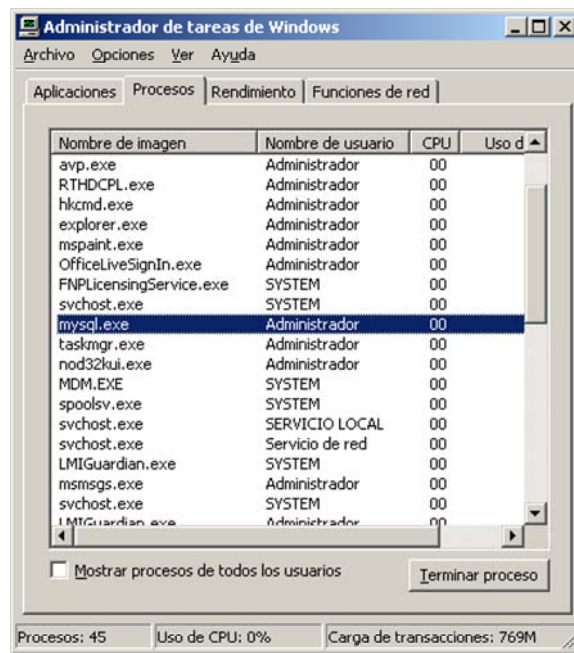 Administrador de tareas de Windows
Archivo Opciones Ver Ayuda
Aplicaciones Procesos Rendimiento Funciones de red
Nombre de imagen Nombre de usuario CPU Uso d
avp.exe Administrador 00
RTHDCPL.exe Administrador 00
hkcmd.exe Administrador 00
explorer.exe Administrador 00
mspaint.exe Administrador 00
OfficeLiveSignIn.exe Administrador 00
FNPLicensingService.exe SYSTEM 00
svchost.exe SYSTEM 00
mysql.exe Administrador 00
taskmgr.exe Administrador 00
nod32kui.exe Administrador 00
MDM.EXE SYSTEM 00
spoolsv.exe SYSTEM 00
svchost.exe SERVICIO LOCAL 00
svchost.exe Servicio de red 00
LMIGuardian.exe SYSTEM 00
msmsgs.exe Administrador 00
svchost.exe SYSTEM 00
LMIGuardian.exe Administrador 00
Mostrar procesos de todos los usuarios Terminar proceso
Procesos: 45 Uso de CPU: 0% Carga de transacciones: 769M